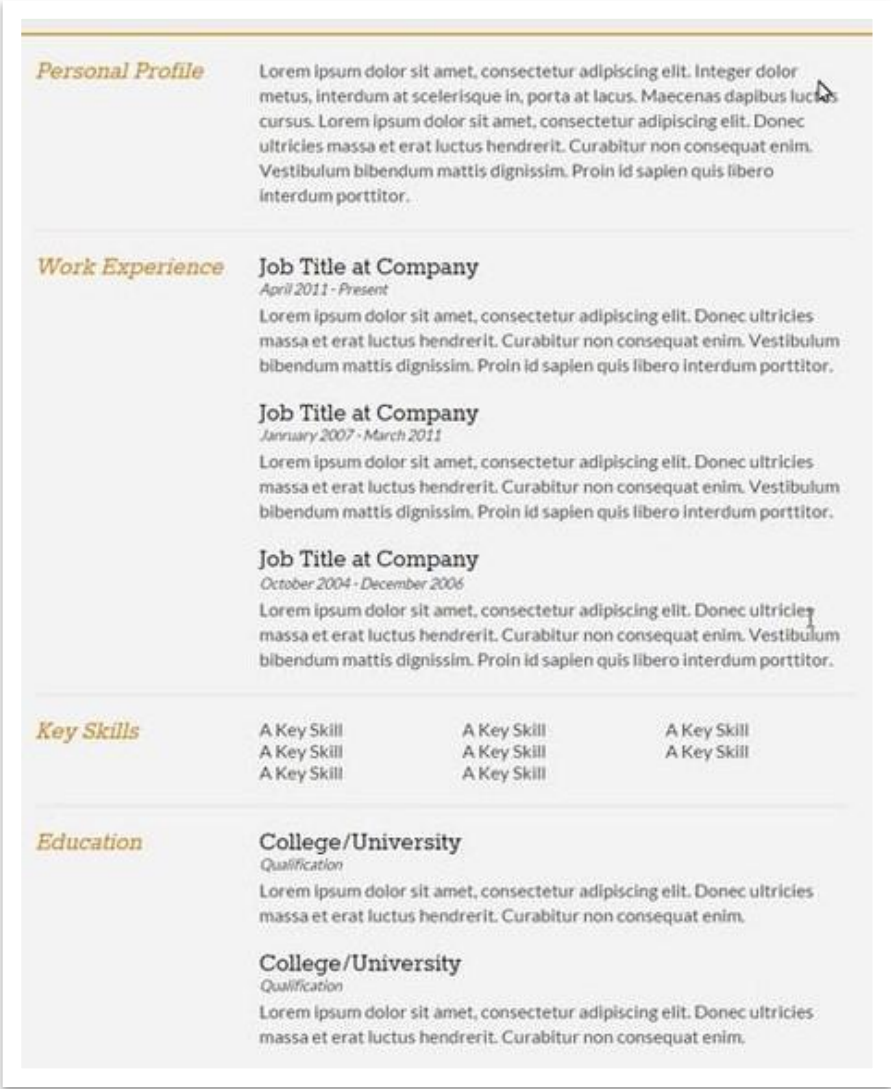 Personal Profile
Lorem ipsum dolor sit amet, consectetur adipiscing elit. Integer dolor
metus, interdum at scelerisque in, porta at lacus. Maecenas dapibus luctus
cursus. Lorem ipsum dolor sit amet, consectetur adipiscing elit. Donec
ultricies massa et erat luctus hendrerit. Curabitur non consequat enim.
Vestibulum bibendum mattis dignissim. Proin id sapien quis libero
interdum porttitor.
Work Experience
Job Title at Company
April 2011 - Present
Lorem ipsum dolor sit amet, consectetur adipiscing elit. Donec ultricies
massa et erat luctus hendrerit. Curabitur non consequat enim. Vestibulum
bibendum mattis dignissim. Proin id sapien quis libero interdum porttitor.
Job Title at Company
Janruary 2007 - March 2011
Lorem ipsum dolor sit amet, consectetur adipiscing elit. Donec ultricies
massa et erat luctus hendrerit. Curabitur non consequat enim. Vestibulum
bibendum mattis dignissim. Proin id sapien quis libero interdum porttitor.
Job Title at Company
October 2004 - December 2006
Lorem ipsum dolor sit amet, consectetur adipiscing elit. Donec ultricies
massa et erat luctus hendrerit. Curabitur non consequat enim. Vestibulum
bibendum mattis dignissim. Proin id sapien quis libero interdum porttitor.
Key Skills
A Key Skill A Key Skill A Key Skill
A Key Skill A Key Skill A Key Skill
A Key Skill A Key Skill
Education
College/University
Qualification
Lorem ipsum dolor sit amet, consectetur adipiscing elit. Donec ultricies
massa et erat luctus hendrerit. Curabitur non consequat enim.
College/University
Qualification
Lorem ipsum dolor sit amet, consectetur adipiscing elit. Donec ultricies
massa et erat luctus hendrerit. Curabitur non consequat enim.